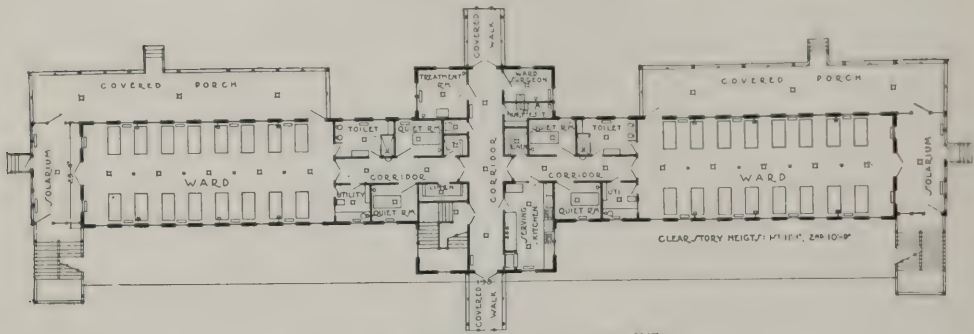 COVERED
WALK
TREATMENT
RM.
WARD
SURGEON
COVERED PORCH
COVERED PORCH
TOILET
QUIET RM.
QUIET RM.
TOILET
SOLARIUM
WARD
CORRIDOR
CORRIDOR
CORRIDOR
WARD
SOLARIUM
UTILITY
QUIET RM.
LINEN
SERVING
KITCHEN
QUIET RM.
UTI.
CLEAR STORY HEIGTS: 1ST 11'-1", 2ND 10'-0"
COVERED
WALK